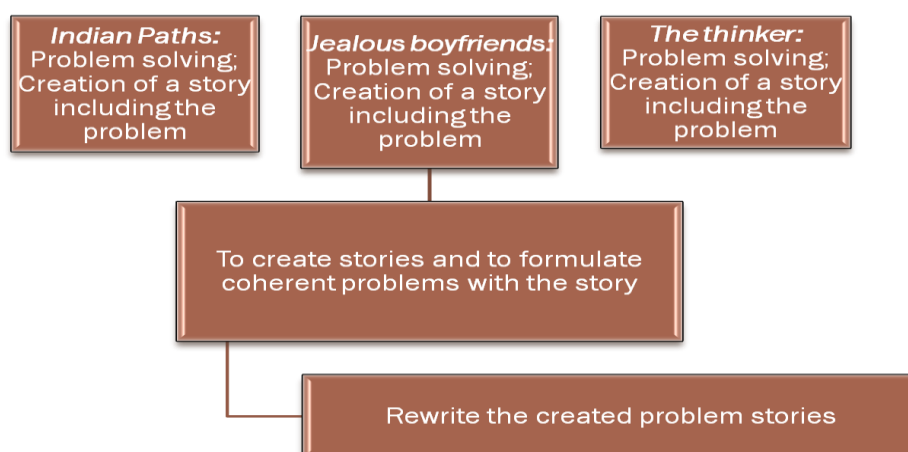 Indian Paths:
Problem solving;
Creation of a story
including the
problem
Jealous boyfriends:
Problem solving;
Creation of a story
including the
problem
The thinker:
Problem solving;
Creation of a story
including the
problem
To create stories and to formulate
coherent problems with the story
Rewrite the created problem stories